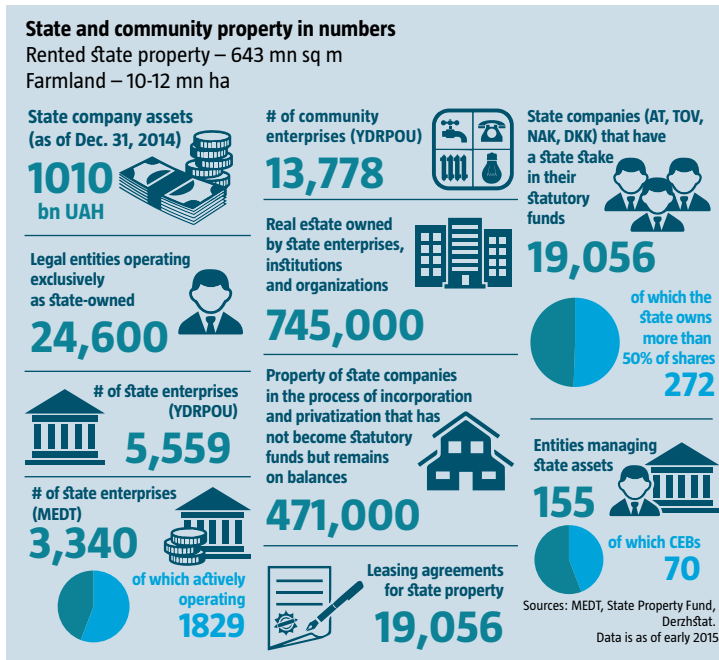 State and community property in numbers
Rented state property – 643 mn sq m
Farmland – 10-12 mn ha
State company assets
(as of Dec. 31, 2014)
1010
bn UAH
Legal entities operating
exclusively
as state-owned
24,600
# of state enterprises
(YDRPOU)
5,559
# of state enterprises
(MEDT)
3,340
of which actively
operating
1829
# of community
enterprises (YDRPOU)
13,778
Real estate owned
by state enterprises,
institutions
and organizations
745,000
Property of state companies
in the process of incorporation
and privatization that has
not become statutory
funds but remains
on balances
471,000
Leasing agreements
for state property
19,056
State companies (AT, TOV,
NAK, DKK) that have
a state stake
in their
statutory
funds
19,056
of which the
state owns
more than
50% of shares
272
Entities managing
state assets
155
of which CEBs
70
Sources: MEDT, State Property Fund,
Derzhstat.
Data is as of early 2015